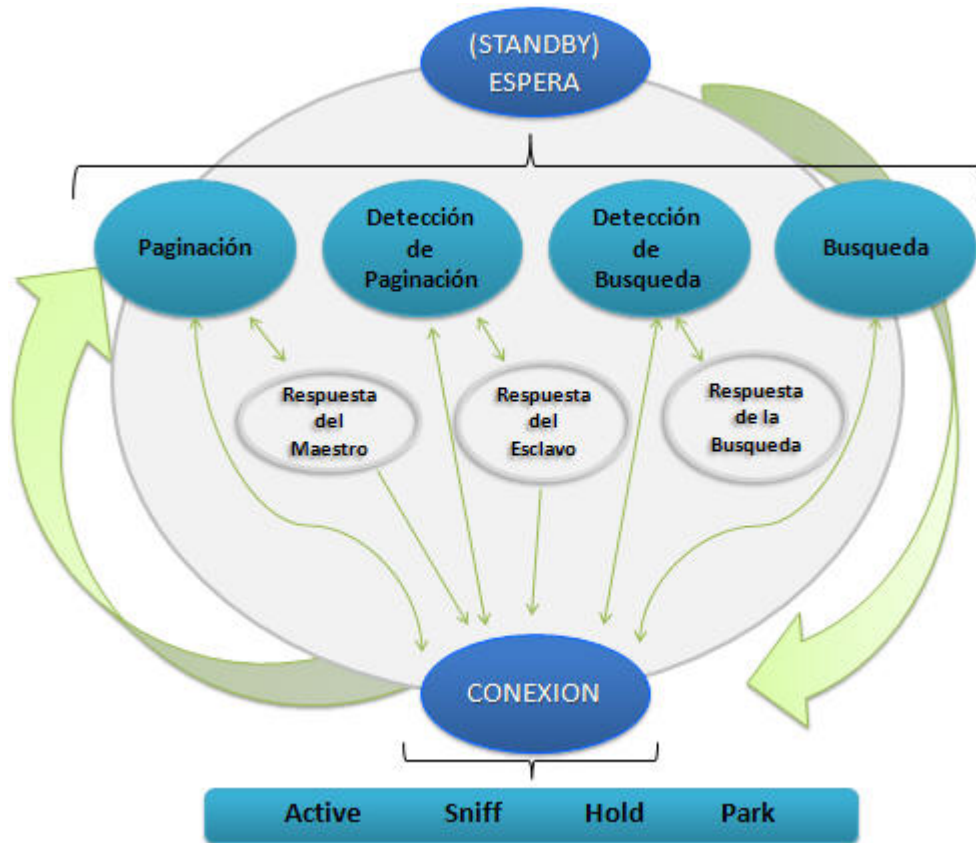 (STANDBY)
ESPERA
Paginación
Detección
de
Paginación
Detección
de
Busqueda
Busqueda
Respuesta
del
Maestro
Respuesta
del
Esclavo
Respuesta
de la
Busqueda
CONEXION
Active Sniff Hold Park